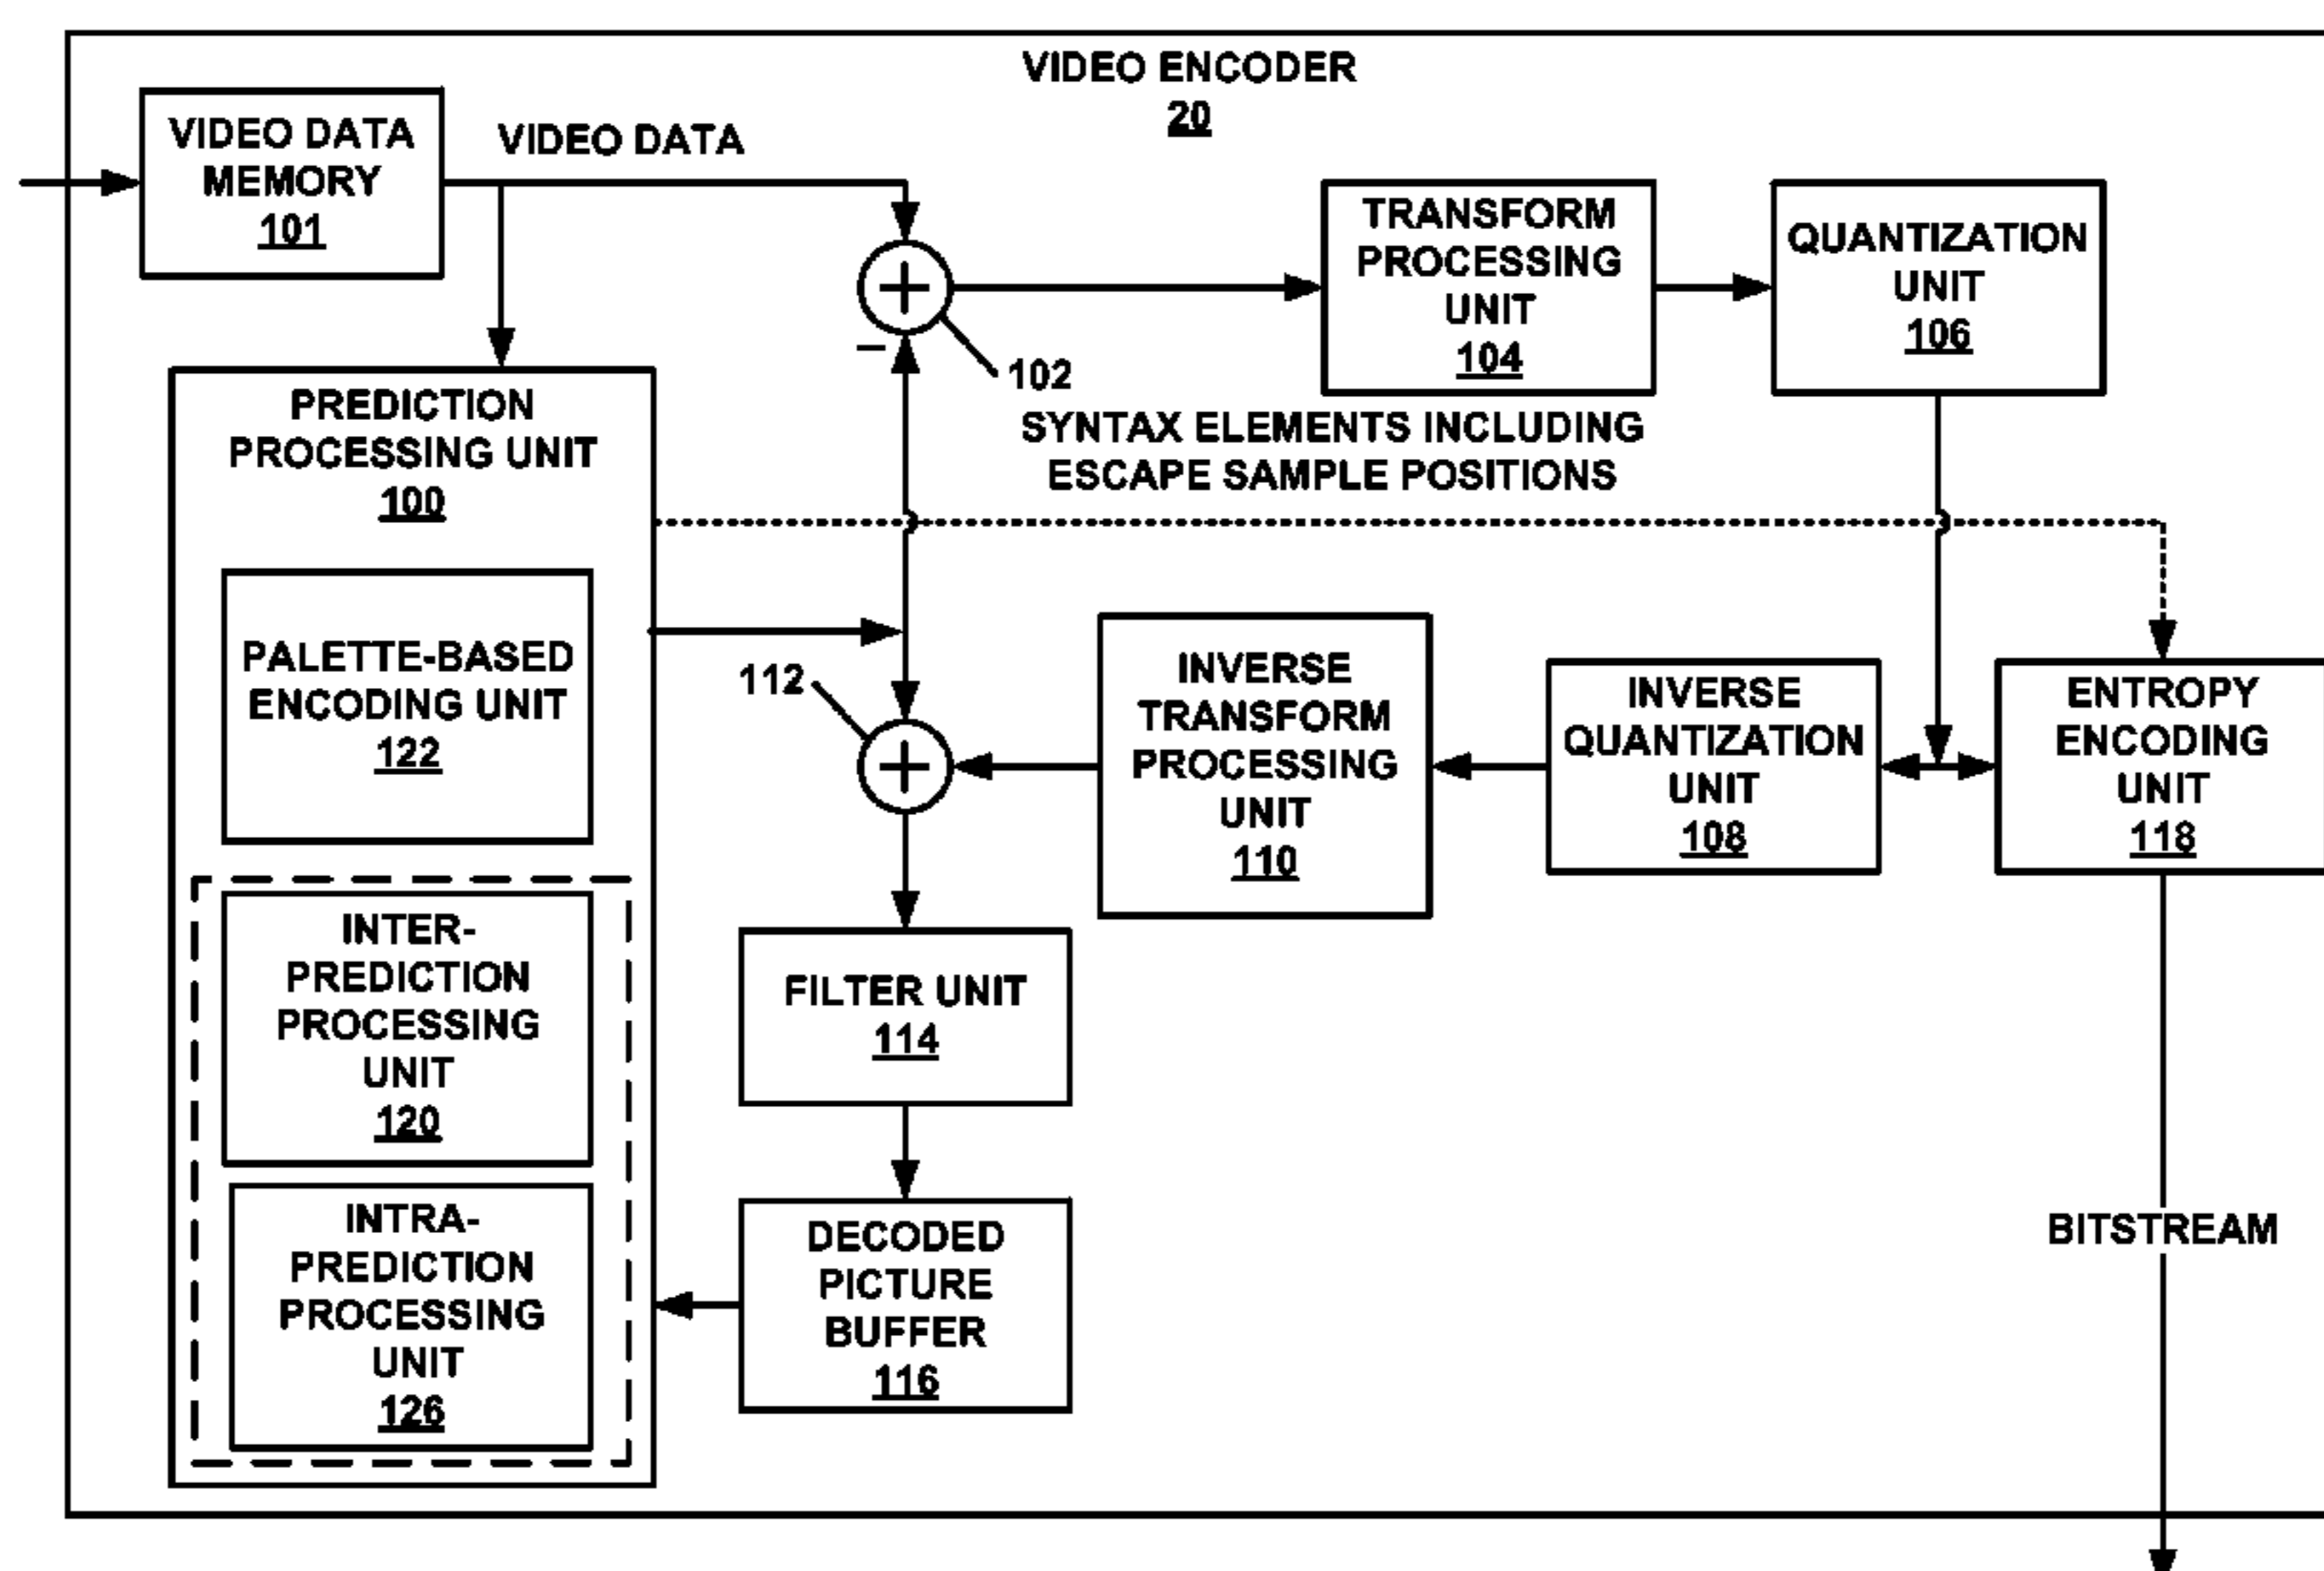 VIDEO ENCODER
20
VIDEO DATA
MEMORY
101
VIDEO DATA
TRANSFORM
PROCESSING
UNIT
104
QUANTIZATION
UNIT
106
+
–
102
SYNTAX ELEMENTS INCLUDING
ESCAPE SAMPLE POSITIONS
PREDICTION
PROCESSING UNIT
100
PALETTE-BASED
ENCODING UNIT
122
INTER-
PREDICTION
PROCESSING
UNIT
120
INTRA-
PREDICTION
PROCESSING
UNIT
126
112
+
INVERSE
TRANSFORM
PROCESSING
UNIT
110
INVERSE
QUANTIZATION
UNIT
108
ENTROPY
ENCODING
UNIT
118
FILTER UNIT
114
DECODED
PICTURE
BUFFER
116
BITSTREAM